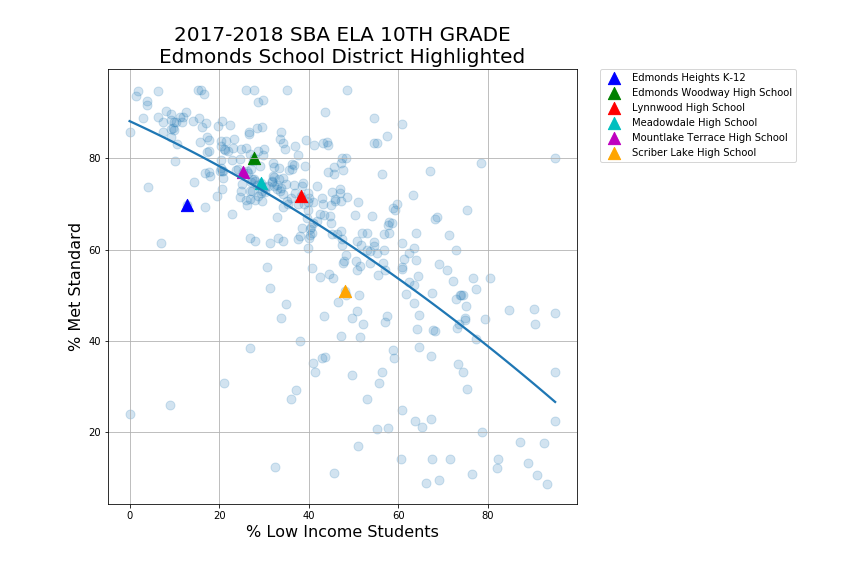 2017-2018 SBA ELA 10TH GRADE
Edmonds School District Highlighted
Edmonds Heights K-12
Edmonds Woodway High School
Lynnwood High School
Meadowdale High School
Mountlake Terrace High School
Scriber Lake High School
% Met Standard
80
60
40
20
0
20
40
60
80
% Low Income Students